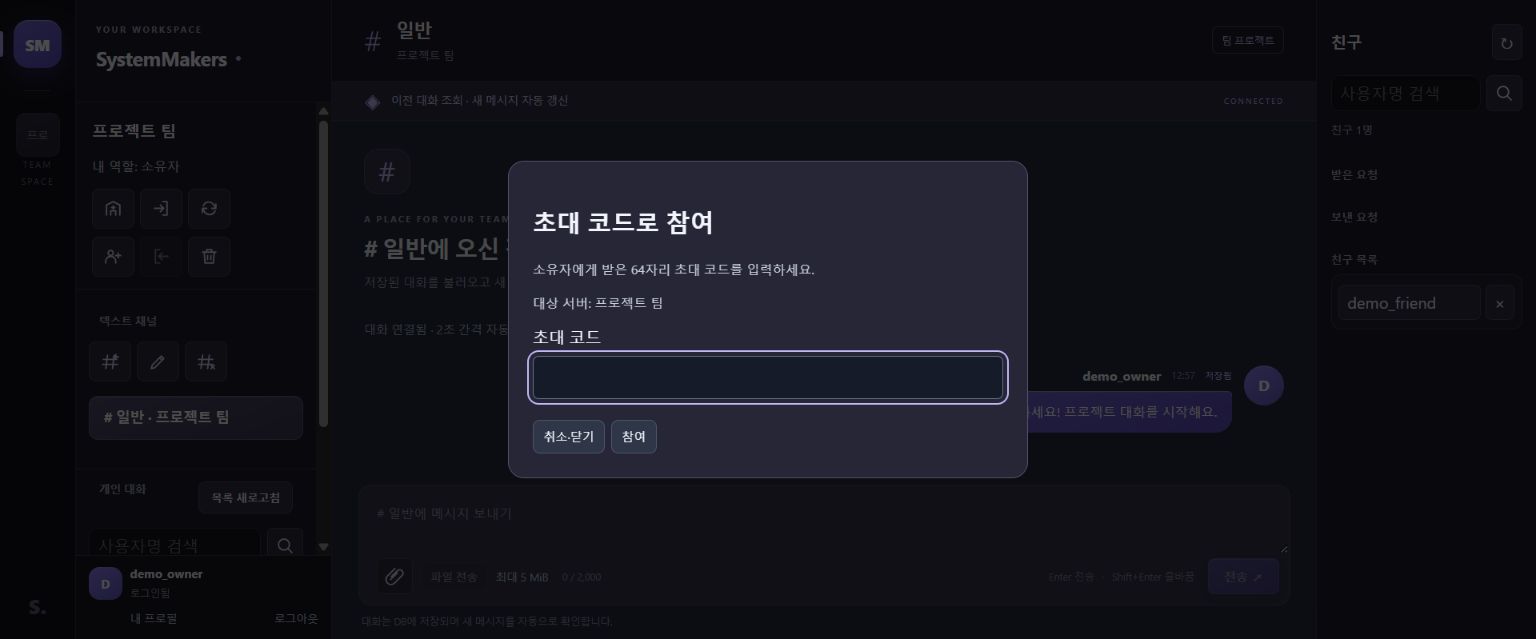 SM
프로
TEAM
SPACE
S.
YOUR WORKSPACE
SystemMakers
프로젝트 팀
내 역할: 소유자
텍스트 채널
# 일반 · 프로젝트 팀
개인 대화
목록 새로고침
사용자명 검색
D
demo_owner
로그인됨
내 프로필
로그아웃
# 일반
프로젝트 팀
팀 프로젝트
이전 대화 조회 · 새 메시지 자동 갱신
CONNECTED
#
A PLACE FOR YOUR TEAM
# 일반에 오신
저장된 대화를 불러오고 새
대화 연결됨 · 2초 간격 자동
초대 코드로 참여
소유자에게 받은 64자리 초대 코드를 입력하세요.
대상 서버: 프로젝트 팀
초대 코드
취소·닫기
참여
demo_owner 12:57 저장됨
D
세요! 프로젝트 대화를 시작해요.
# 일반에 메시지 보내기
파일 전송
최대 5 MiB
0 / 2,000
Enter 전송 · Shift+Enter 줄바꿈
전송 ↗
대화는 DB에 저장되며 새 메시지를 자동으로 확인합니다.
친구
↻
사용자명 검색
친구 1명
받은 요청
보낸 요청
친구 목록
demo_friend
×